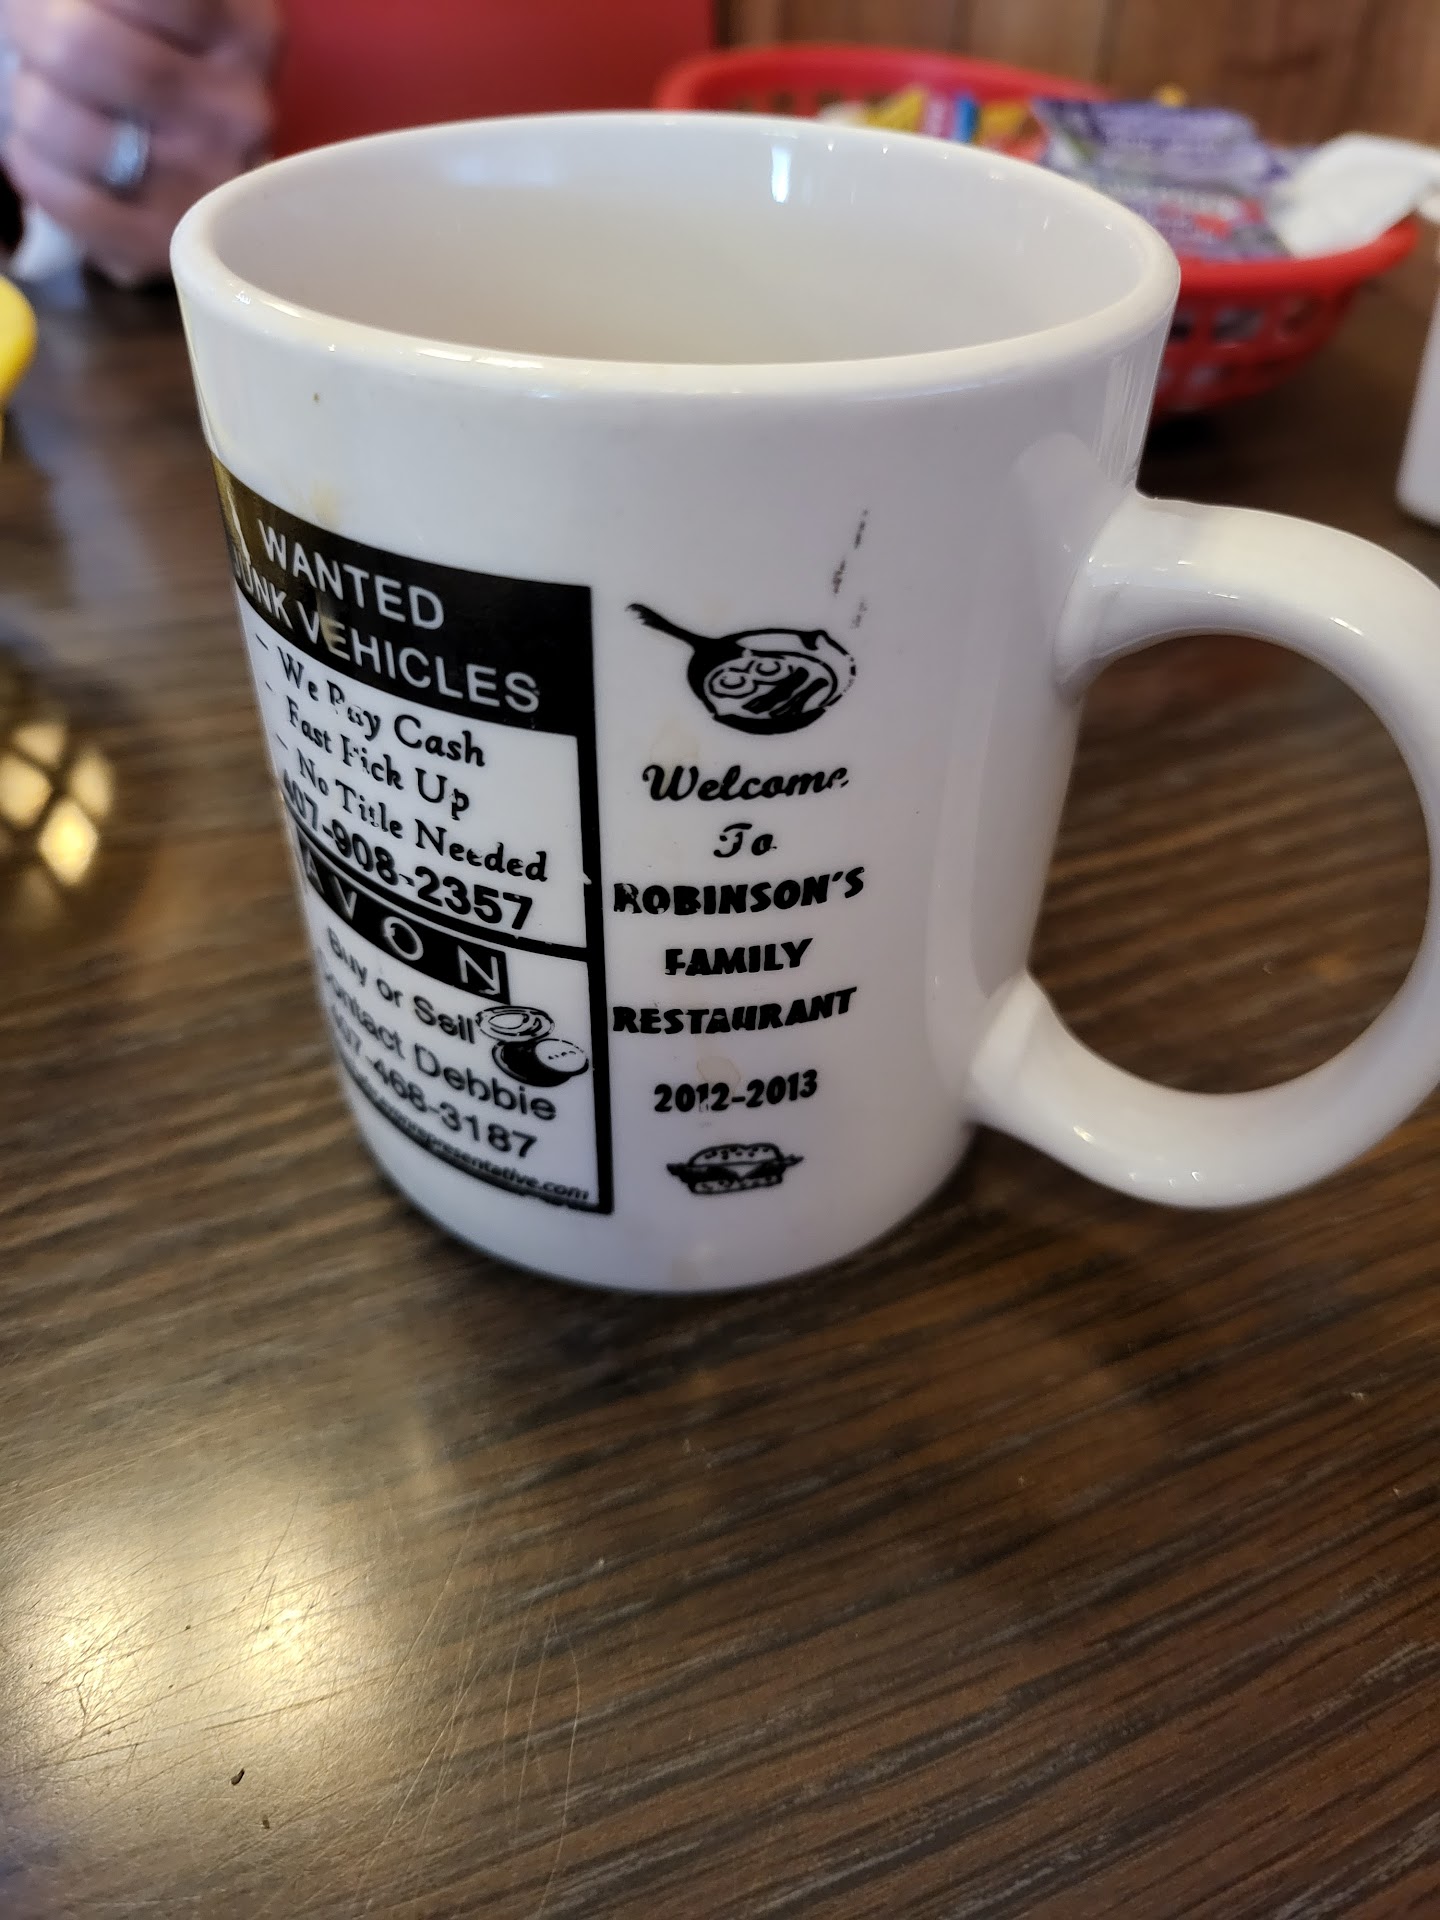 WANTED
JUNK VEHICLES
- We Pay Cash
- Fast Pick Up
- No Title Needed
407-908-2357
AVON
Buy or Sell
Contact Debbie
407-468-3187
Welcome
To
ROBINSON'S
FAMILY
RESTAURANT
2012-2013